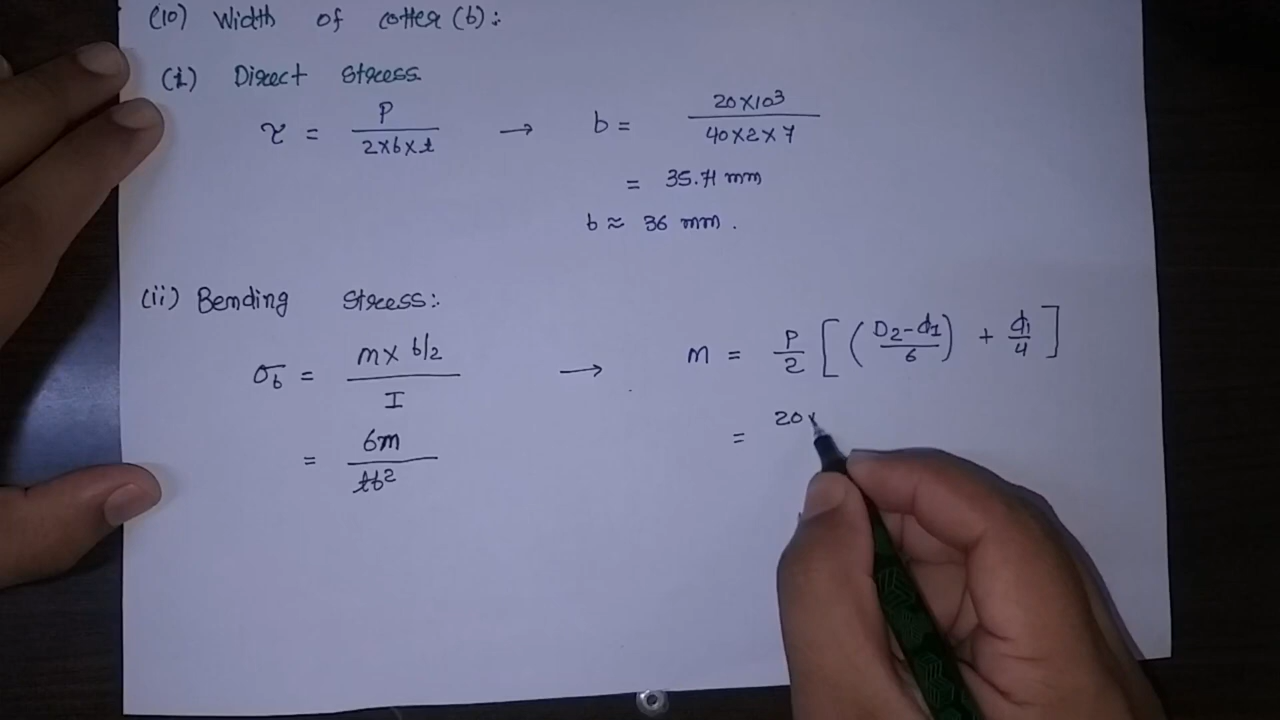 (10) Width of cotter (b):
(i) Direct stress
τ = P / 2×b×t → b = 20×10³ / 40×2×7
= 35.71 mm
b ≈ 36 mm.
(ii) Bending stress:
σb = m× b/2 / I → m = P/2 [ (D2-d1 / 6) + d1/4 ]
= 6m / tb²
= 20×